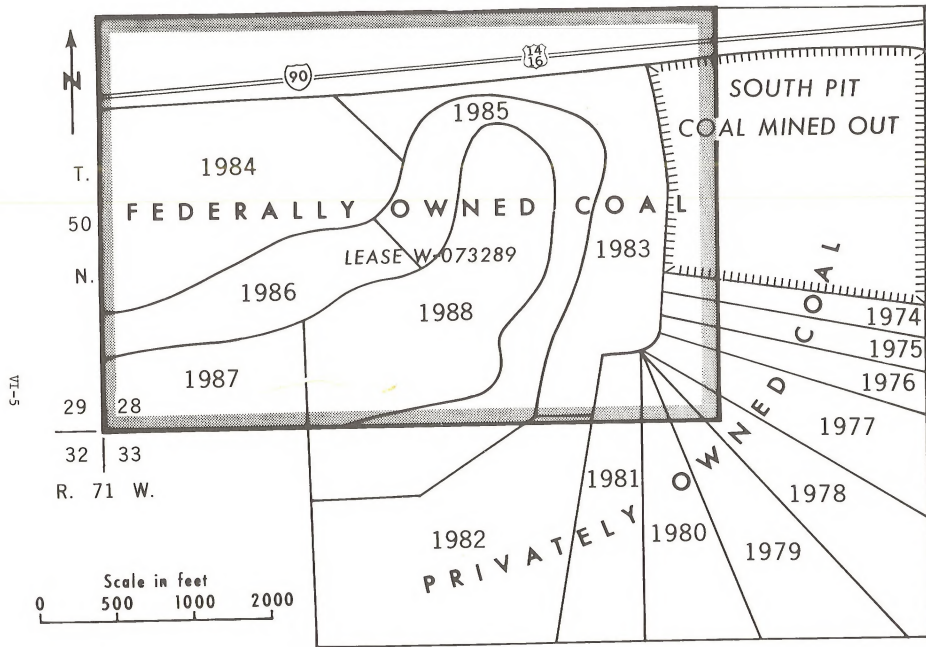 90
14
16
N
SOUTH PIT
COAL MINED OUT
1985
1984
T.
50
N.
FEDERALLY OWNED COAL
LEASE W-073289
1983
1986
1988
1987
1974
1975
1976
1977
1978
1979
1980
1981
1982
PRIVATELY OWNED COAL
VI-5
29 28
32 33
R. 71 W.
Scale in feet
0 500 1000 2000